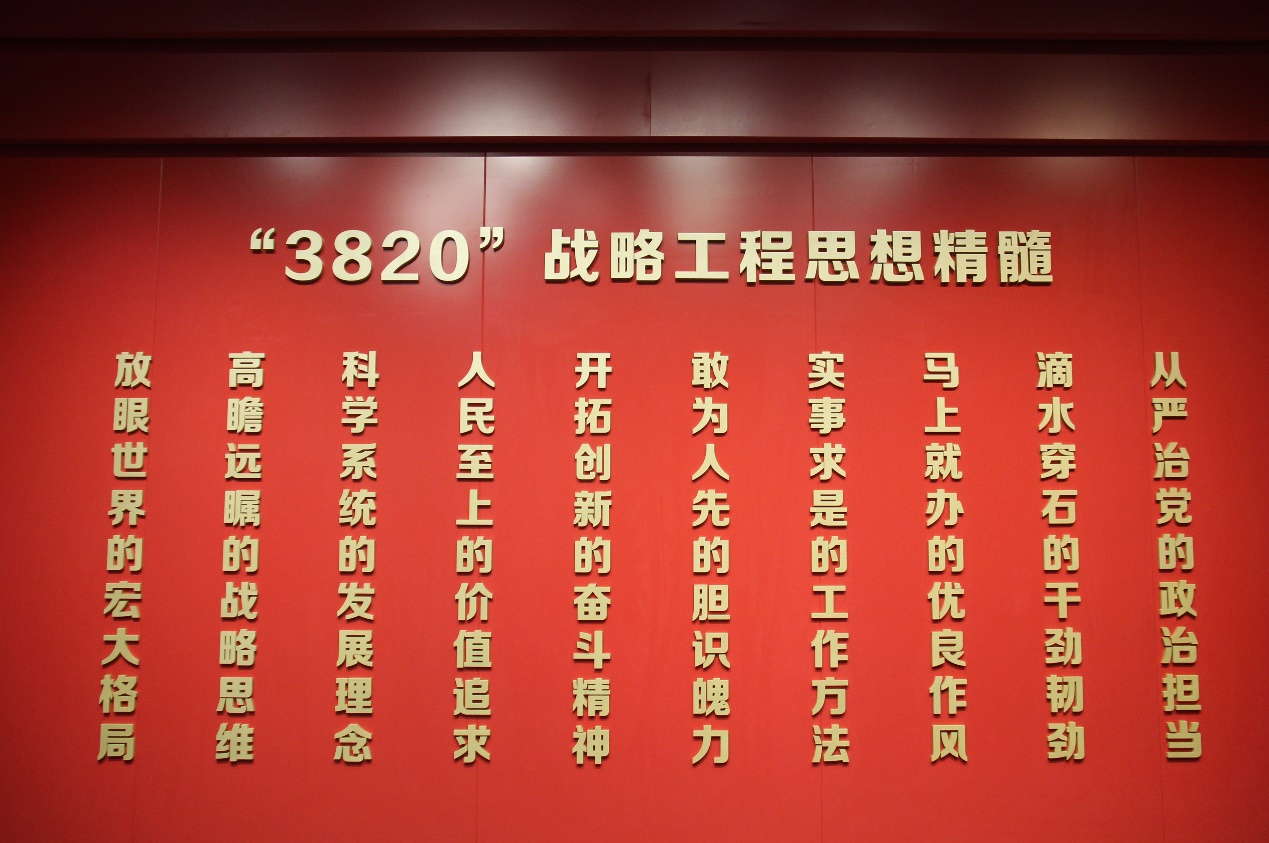 “3820”战略工程思想精髓
放眼世界的宏大格局
高瞻远瞩的战略思维
科学系统的发展理念
人民至上的价值追求
开拓创新的奋斗精神
敢为人先的胆识魄力
实事求是的工作方法
马上就办的优良作风
滴水穿石的干劲韧劲
从严治党的政治担当